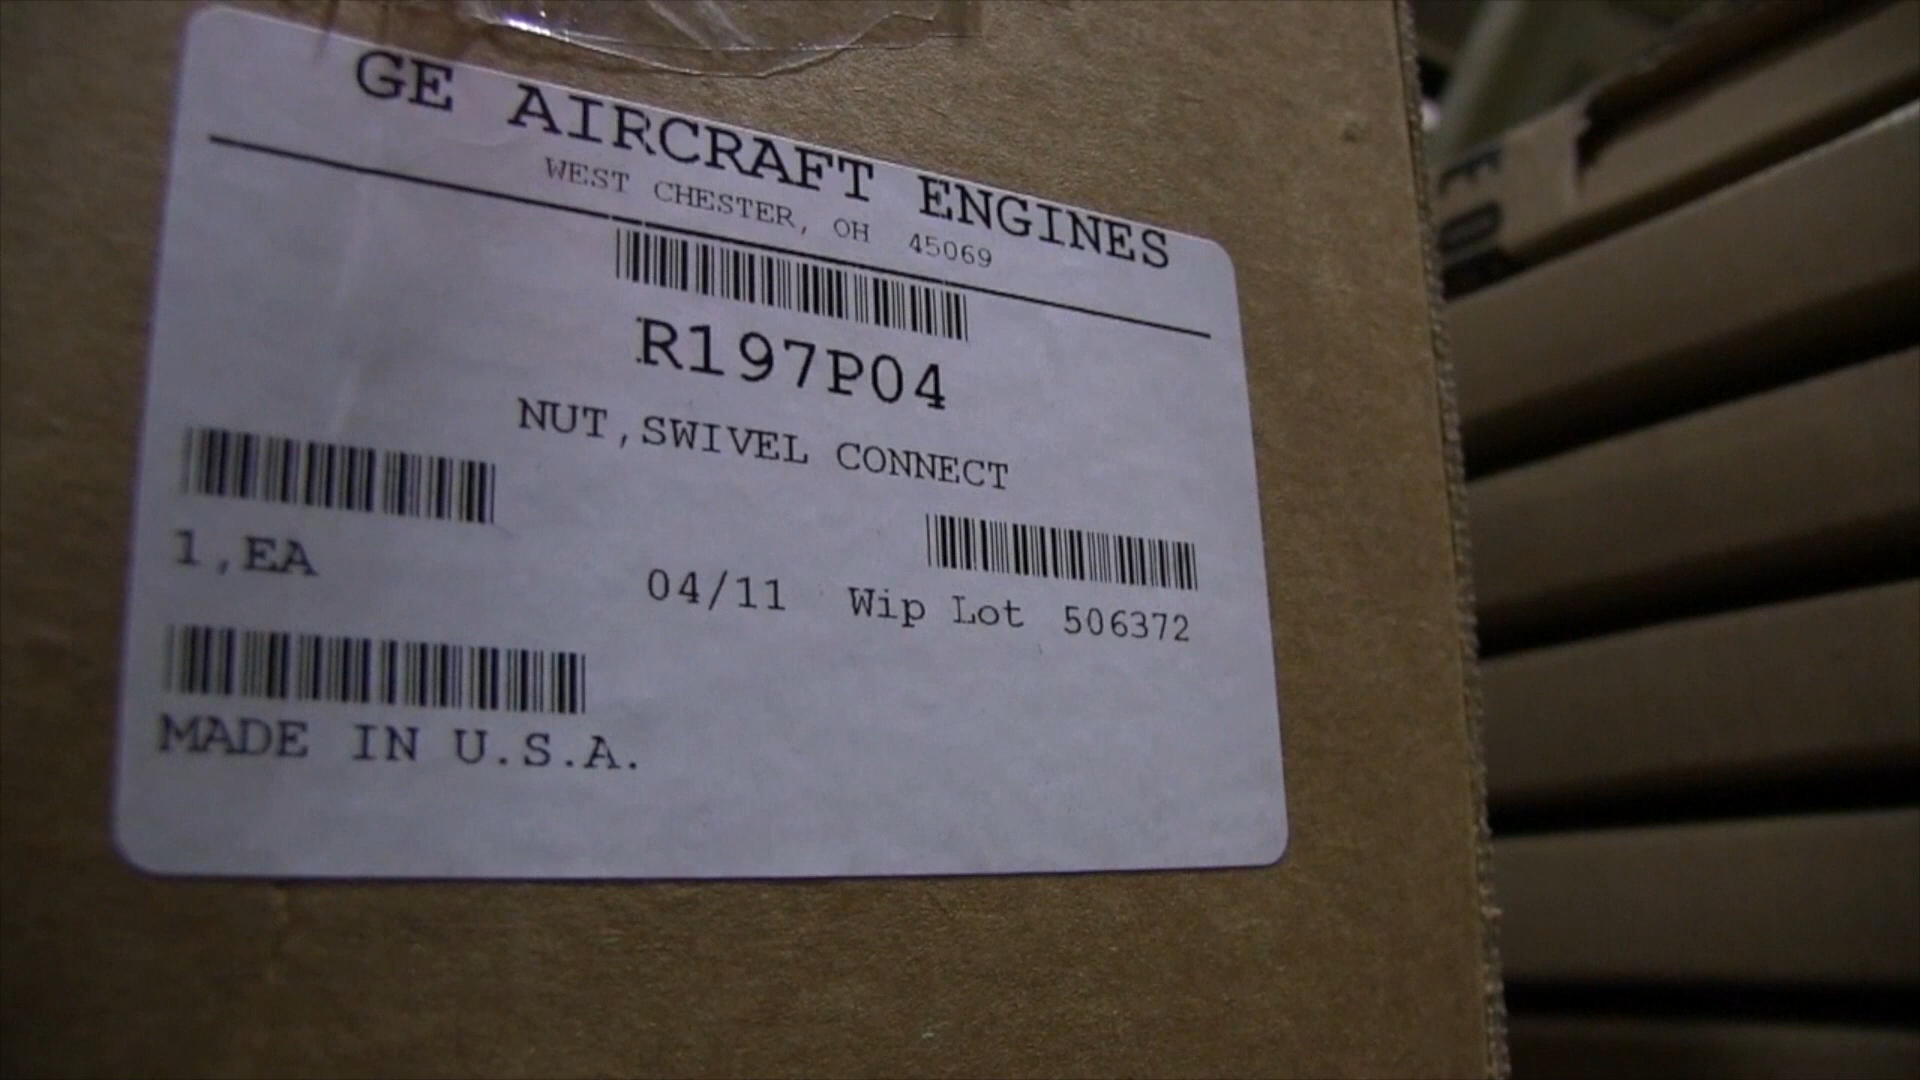 GE AIRCRAFT ENGINES
WEST CHESTER, OH 45069
R197P04
NUT,SWIVEL CONNECT
1,EA
04/11 Wip Lot 506372
MADE IN U.S.A.